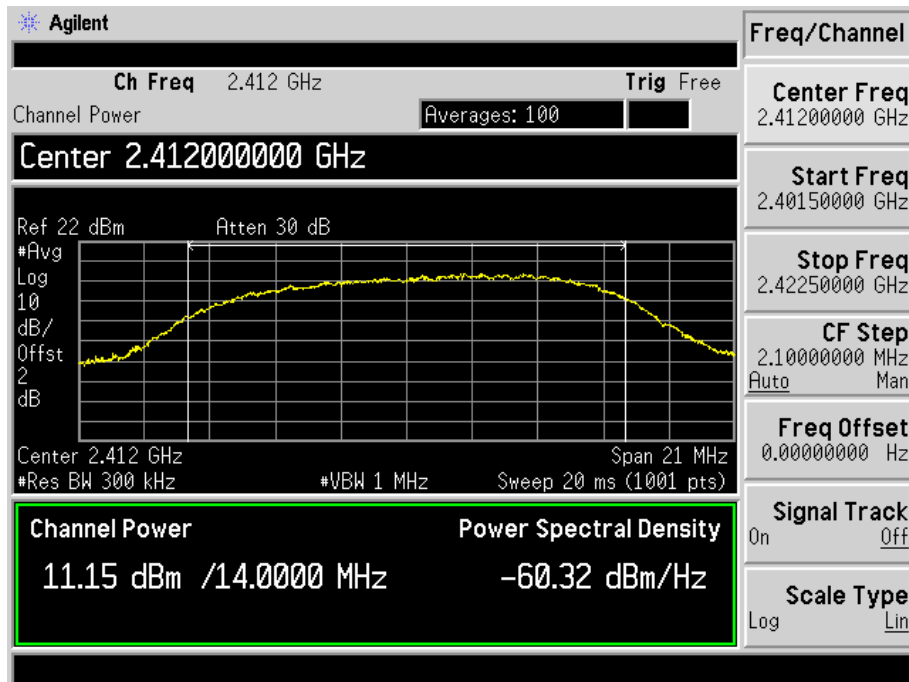 Agilent
Freq/Channel
Ch Freq 2.412 GHz Trig Free
Channel Power Averages: 100
Center 2.412000000 GHz
Ref 22 dBm Atten 30 dB
#Avg
Log
10
dB/
Offst
2
dB
Center 2.412 GHz Span 21 MHz
#Res BW 300 kHz #VBW 1 MHz Sweep 20 ms (1001 pts)
Channel Power Power Spectral Density
11.15 dBm /14.0000 MHz -60.32 dBm/Hz
Center Freq
2.41200000 GHz
Start Freq
2.40150000 GHz
Stop Freq
2.42250000 GHz
CF Step
2.10000000 MHz
Auto Man
Freq Offset
0.00000000 Hz
Signal Track
On Off
Scale Type
Log Lin